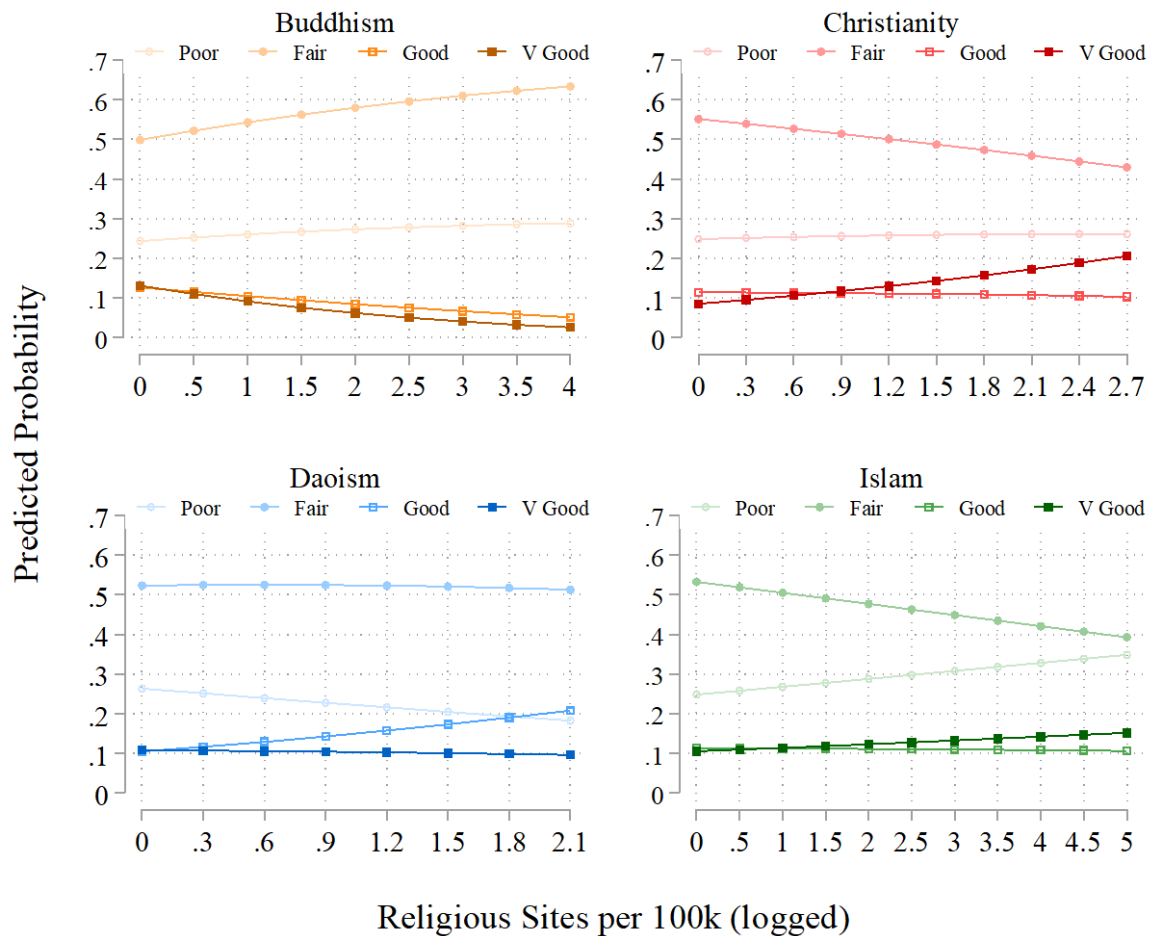 Buddhism
Poor Fair Good V Good
.7
.6
.5
.4
.3
.2
.1
0
0 .5 1 1.5 2 2.5 3 3.5 4
Christianity
Poor Fair Good V Good
.7
.6
.5
.4
.3
.2
.1
0
0 .3 .6 .9 1.2 1.5 1.8 2.1 2.4 2.7
Predicted Probability
Daoism
Poor Fair Good V Good
.7
.6
.5
.4
.3
.2
.1
0
0 .3 .6 .9 1.2 1.5 1.8 2.1
Islam
Poor Fair Good V Good
.7
.6
.5
.4
.3
.2
.1
0
0 .5 1 1.5 2 2.5 3 3.5 4 4.5 5
Religious Sites per 100k (logged)